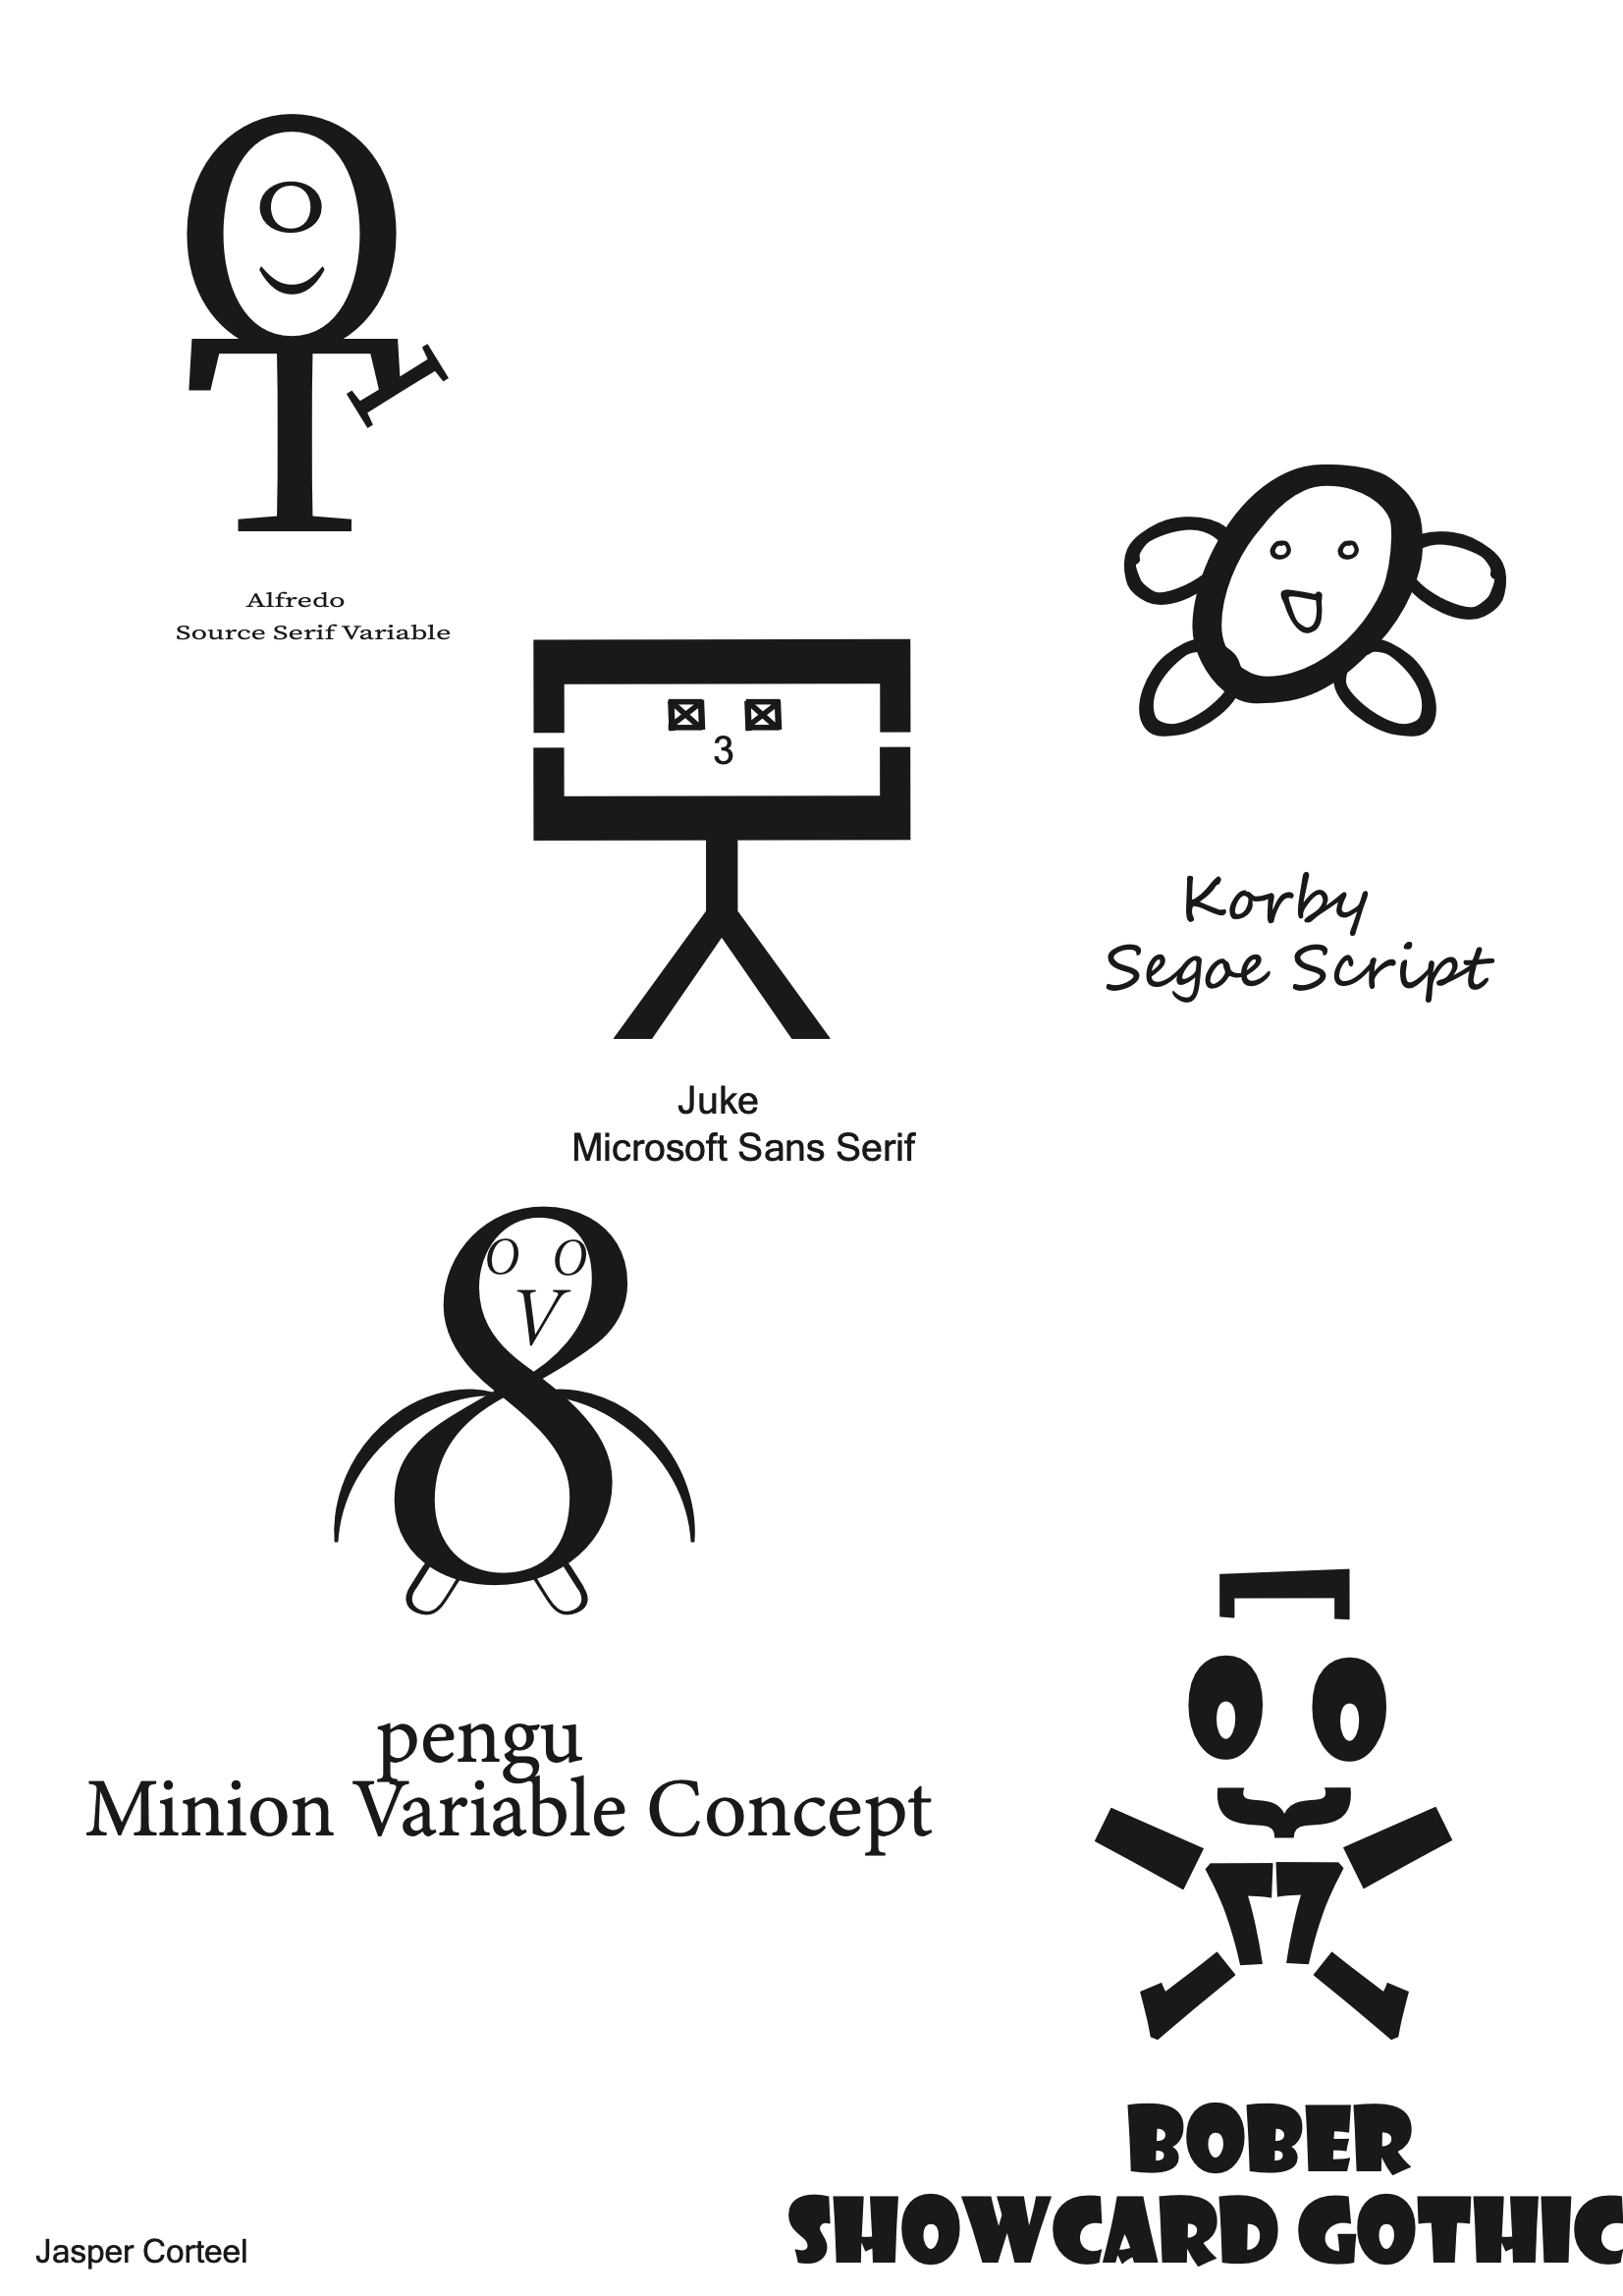 Alfredo
Source Serif Variable
3
Juke
Microsoft Sans Serif
Korby
Segoe Script
O O
V
pengu
Minion Variable Concept
BOBER
SHOWCARD GOTHIC
Jasper Corteel